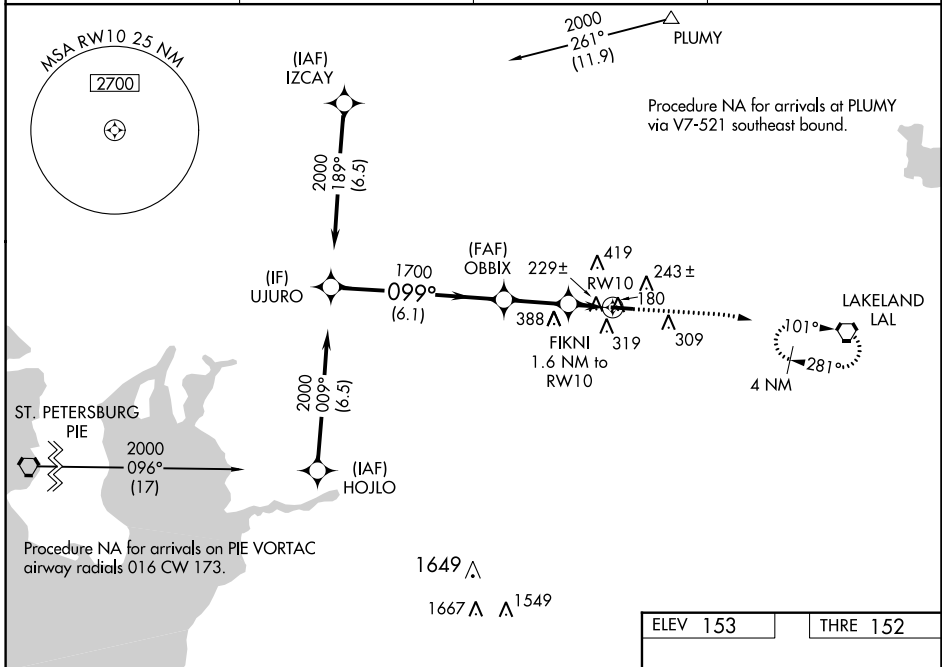 MSA RW10 25 NM
2700
(IAF)
IZCAY
2000
261°
(11.9)
PLUMY
Procedure NA for arrivals at PLUMY
via V7-521 southeast bound.
2000
189°
(6.5)
(IF)
UJURO
1700
099°
(6.1)
(FAF)
OBBIX
229±
419
RW10
243±
180
388
FIKNI
1.6 NM to
RW10
319
309
LAKELAND
LAL
101°
281°
4 NM
2000
009°
(6.5)
ST. PETERSBURG
PIE
2000
096°
(17)
(IAF)
HOJLO
Procedure NA for arrivals on PIE VORTAC
airway radials 016 CW 173.
1649
1667
1549
ELEV 153
THRE 152